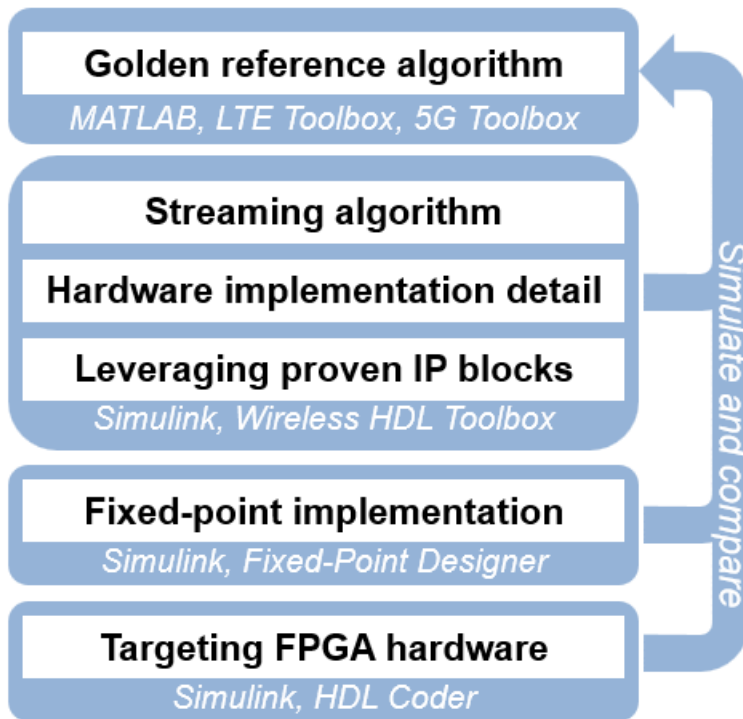 Golden reference algorithm
MATLAB, LTE Toolbox, 5G Toolbox
Streaming algorithm
Hardware implementation detail
Leveraging proven IP blocks
Simulink, Wireless HDL Toolbox
Fixed-point implementation
Simulink, Fixed-Point Designer
Targeting FPGA hardware
Simulink, HDL Coder
Simulate and compare